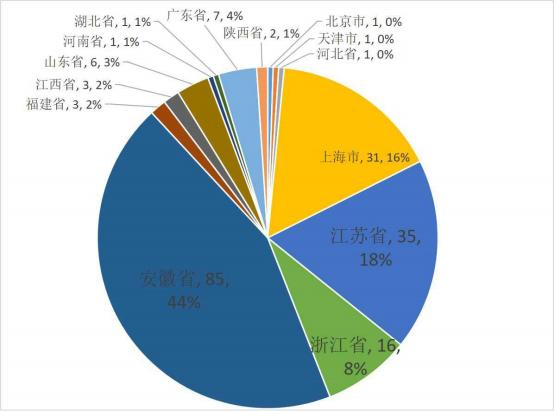 湖北省, 1, 1%
广东省, 7, 4%
北京市, 1, 0%
河南省, 1, 1%
陕西省, 2, 1%
天津市, 1, 0%
山东省, 6, 3%
河北省, 1, 0%
江西省, 3, 2%
福建省, 3, 2%
上海市, 31, 16%
江苏省, 35,
18%
安徽省, 85,
44%
浙江省, 16,
8%